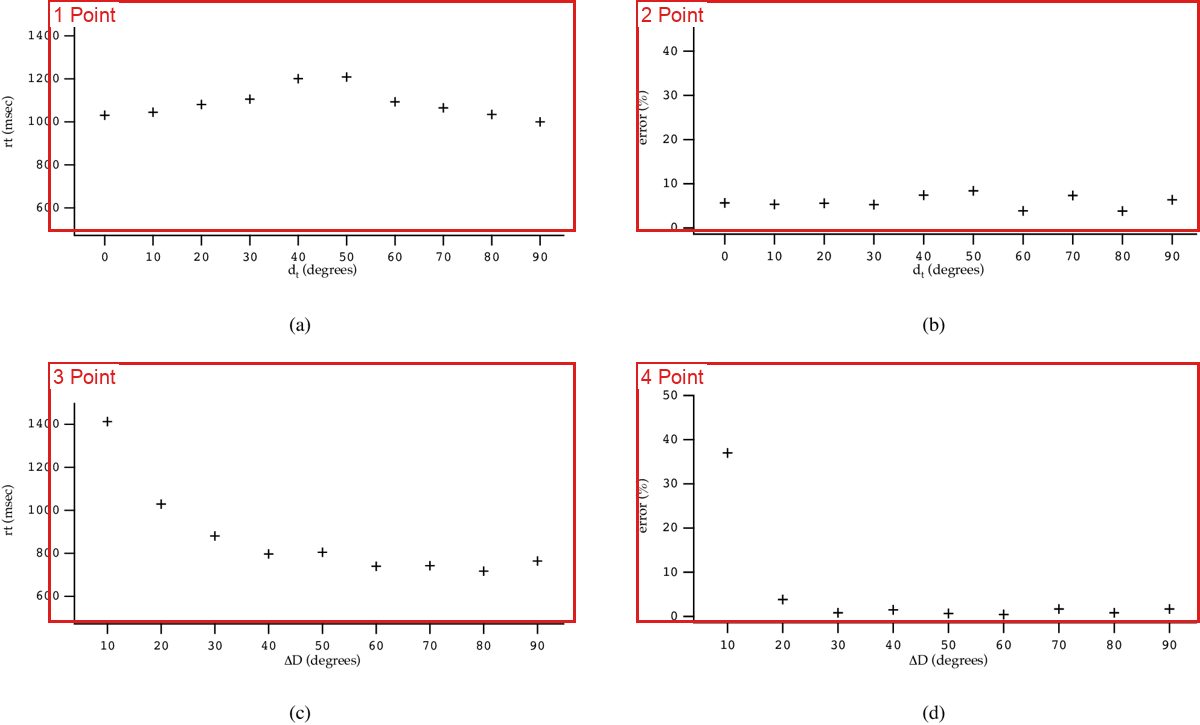 1 Point
1400
1200
1000
800
600
rt (msec)
0 10 20 30 40 50 60 70 80 90
dt (degrees)
(a)
2 Point
40
30
20
10
0
error (%)
0 10 20 30 40 50 60 70 80 90
dt (degrees)
(b)
3 Point
1400
1200
1000
800
600
rt (msec)
10 20 30 40 50 60 70 80 90
ΔD (degrees)
(c)
4 Point
50
40
30
20
10
0
error (%)
10 20 30 40 50 60 70 80 90
ΔD (degrees)
(d)